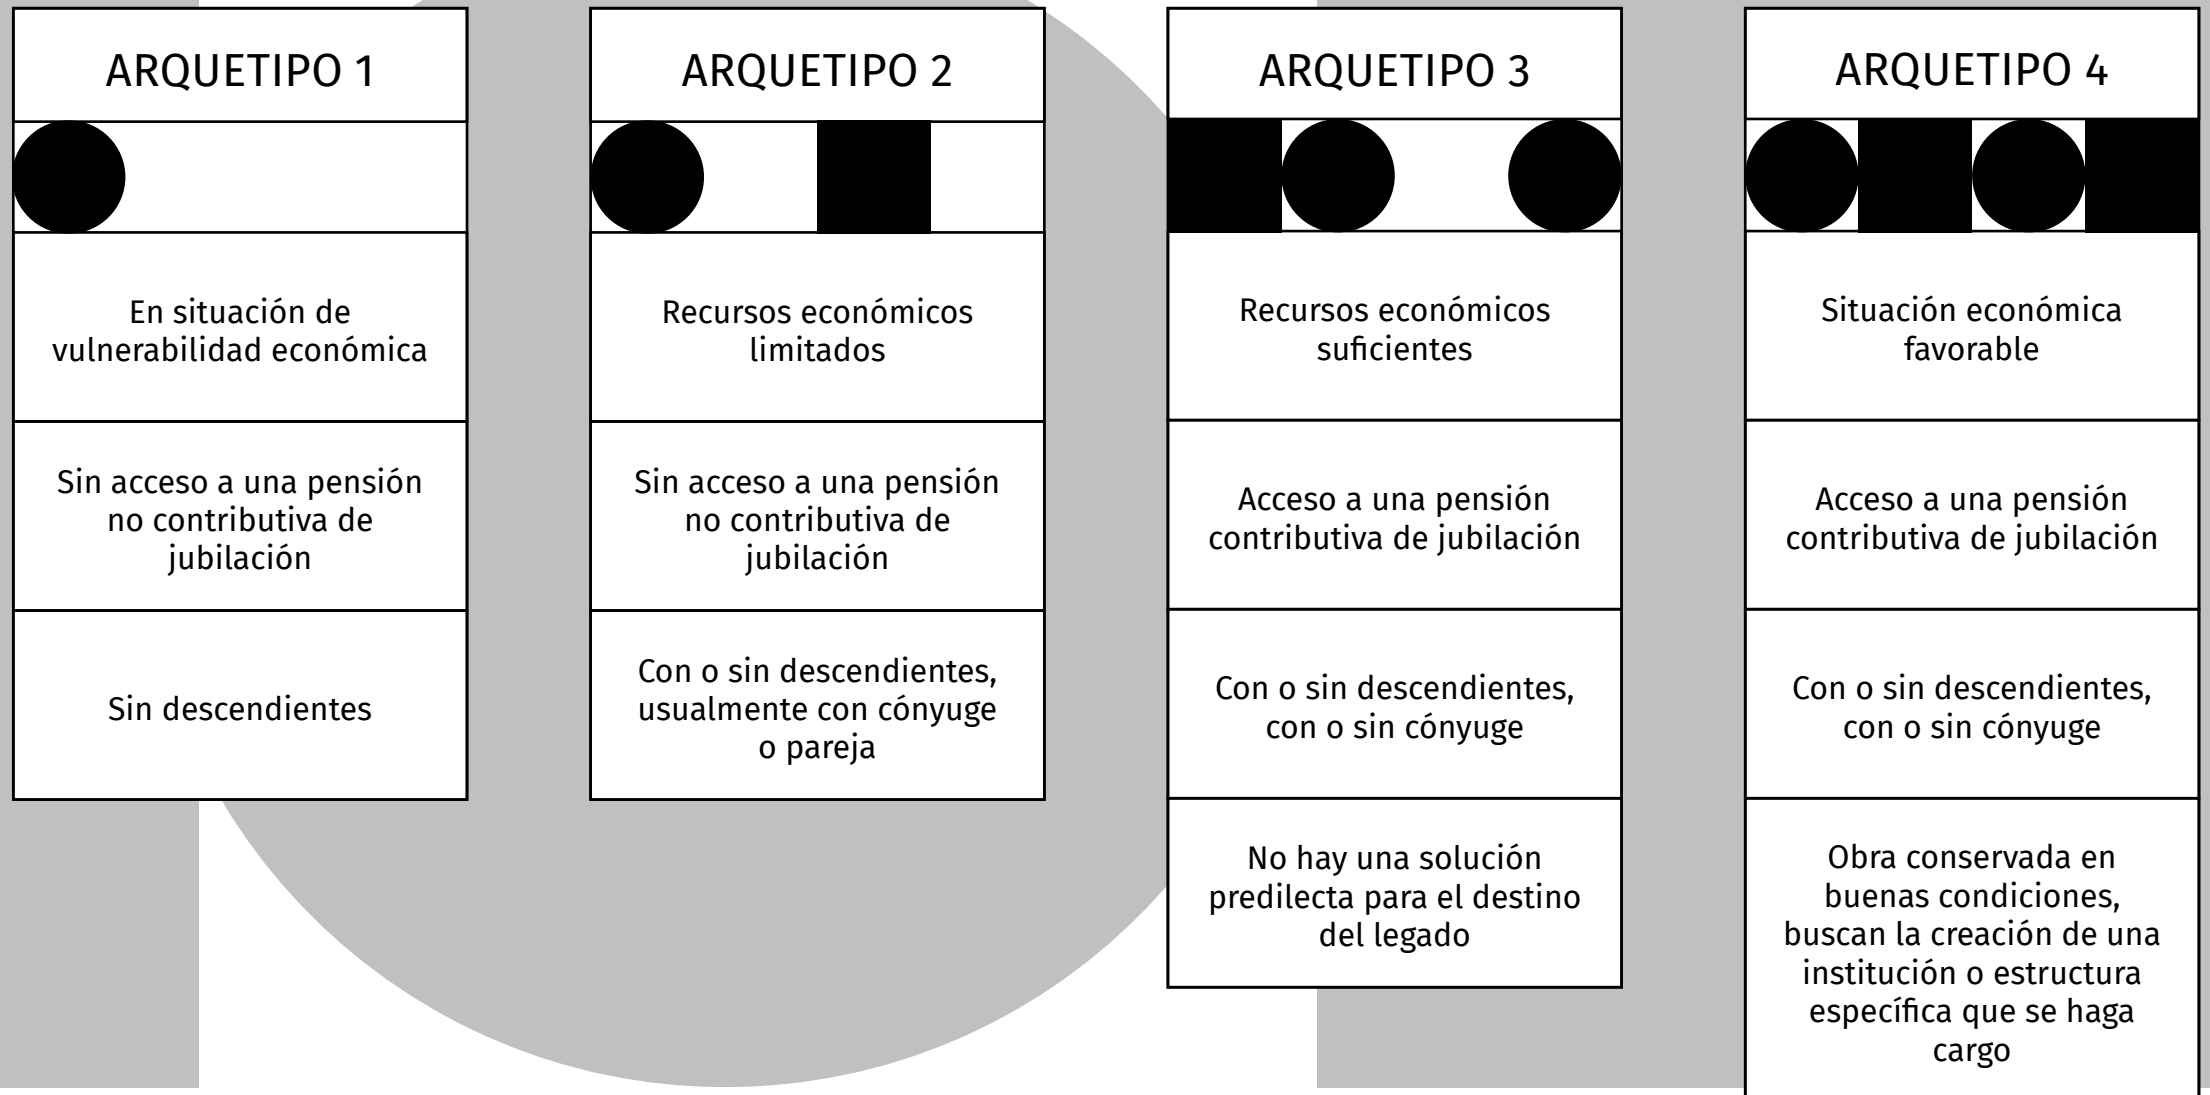 ARQUETIPO 1
En situación de
vulnerabilidad económica
Sin acceso a una pensión
no contributiva de
jubilación
Sin descendientes
ARQUETIPO 2
Recursos económicos
limitados
Sin acceso a una pensión
no contributiva de
jubilación
Con o sin descendientes,
usualmente con cónyuge
o pareja
ARQUETIPO 3
Recursos económicos
suficientes
Acceso a una pensión
contributiva de jubilación
Con o sin descendientes,
con o sin cónyuge
No hay una solución
predilecta para el destino
del legado
ARQUETIPO 4
Situación económica
favorable
Acceso a una pensión
contributiva de jubilación
Con o sin descendientes,
con o sin cónyuge
Obra conservada en
buenas condiciones,
buscan la creación de una
institución o estructura
específica que se haga
cargo